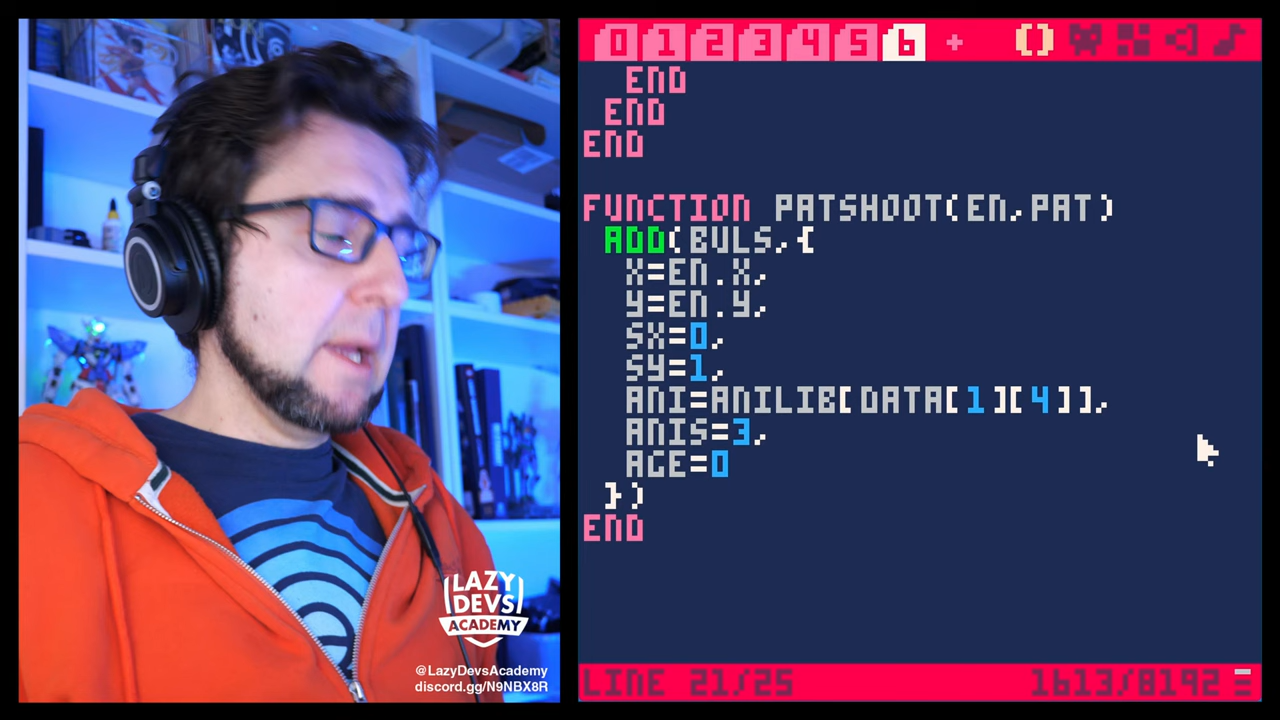 LAZY
DEVS
ACADEMY
@LazyDevsAcademy
discord.gg/N9NBX8R
0 1 2 3 4 5 6 +
END
END
END
FUNCTION PATSHOOT(EN,PAT)
ADD(BULS,{
X=EN.X,
Y=EN.Y,
SX=0,
SY=1,
ANI=ANILIB[DATA[1][4]],
ANIS=3,
AGE=0
})
END
LINE 21/25
1613/8192